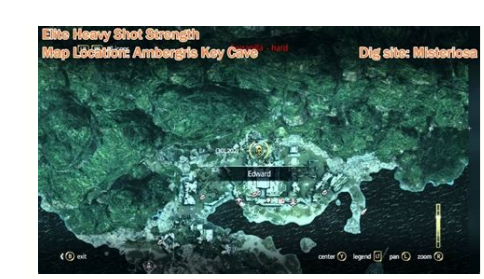 Elite Heavy Shot Strength
Map Location: Ambergris Key Cave
Dig site: Misteriosa
Edward
exit
center Y legend pan L zoom R